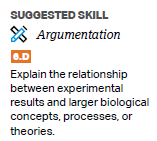 SUGGESTED SKILL
Argumentation
6.D
Explain the relationship
between experimental
results and larger biological
concepts, processes, or
theories.